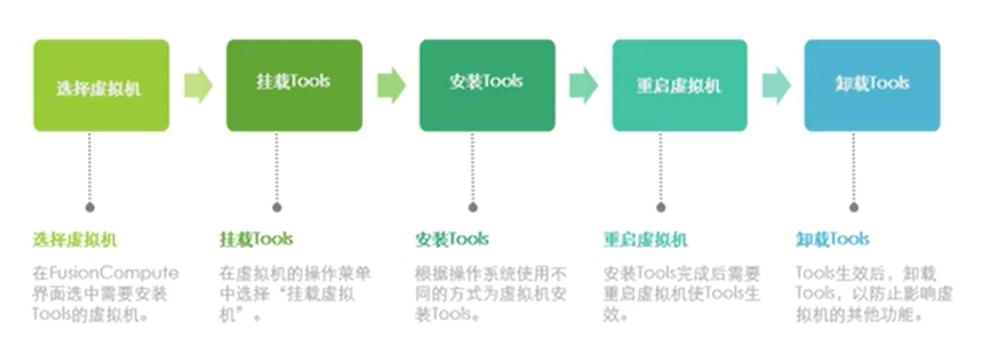 选择虚拟机
挂载Tools
安装Tools
重启虚拟机
卸载Tools
选择虚拟机
在FusionCompute
界面选中需要安装
Tools的虚拟机。
挂载Tools
在虚拟机的操作菜单
中选择“挂载虚拟
机”。
安装Tools
根据操作系统使用不
同的方式为虚拟机安
装Tools。
重启虚拟机
安装Tools完成后需要
重启虚拟机使Tools生
效。
卸载Tools
Tools生效后，卸载
Tools，以防止影响虚
拟机的其他功能。